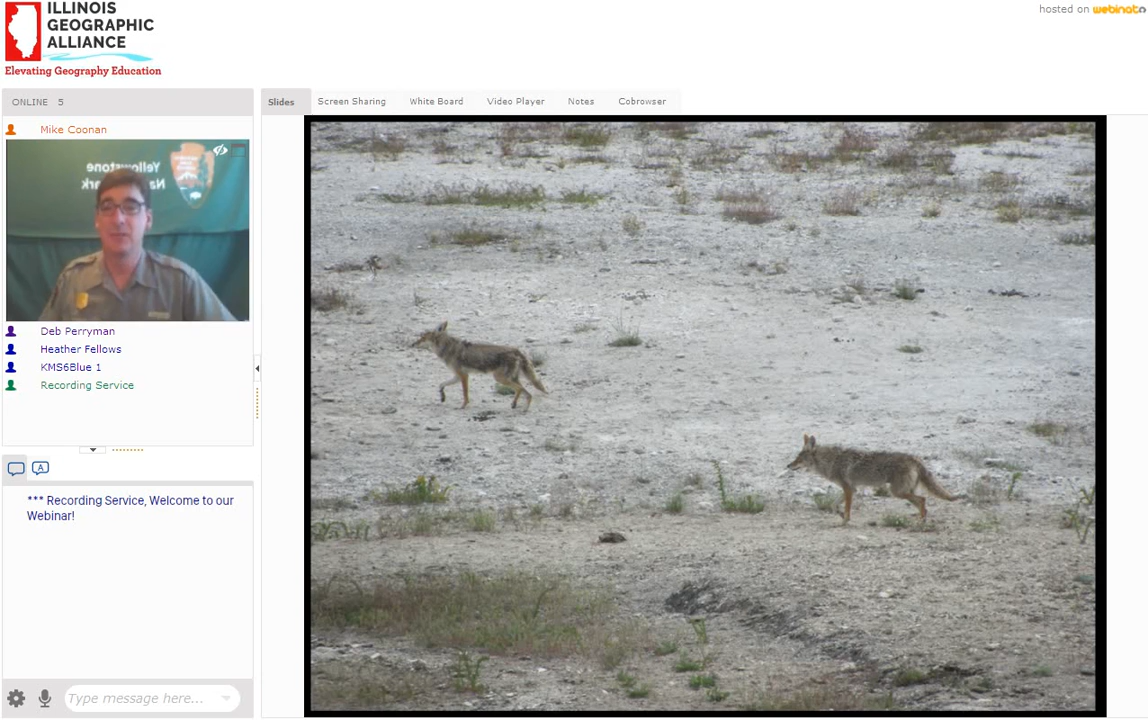 ILLINOIS
GEOGRAPHIC
ALLIANCE
Elevating Geography Education
hosted on webinato
ONLINE 5
Mike Coonan
Yellowstone
Deb Perryman
Heather Fellows
KMS6Blue 1
Recording Service
*** Recording Service, Welcome to our
Webinar!
Type message here...
Slides
Screen Sharing
White Board
Video Player
Notes
Cobrowser